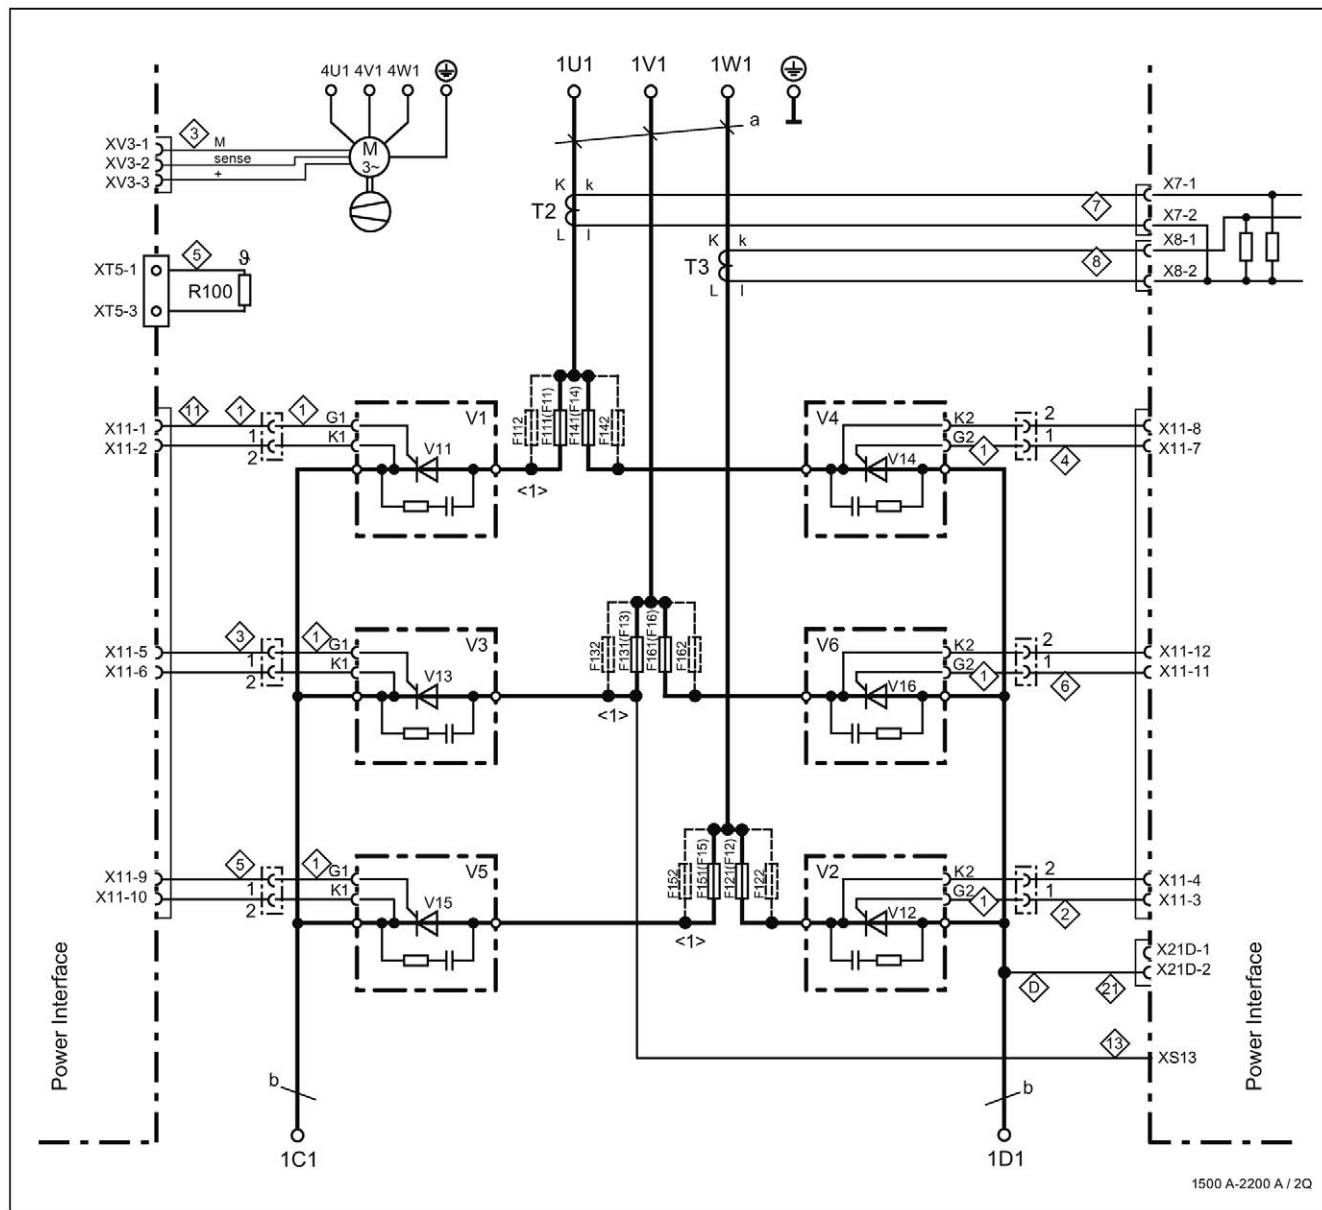 4U1 4V1 4W1
1U1 1V1 1W1
a
XV3-1 3 M
XV3-2 sense
XV3-3 +
M
3~
K k
T2
L l
7
X7-1
X7-2
K k
T3
L l
8
X8-1
X8-2
XT5-1 5 ϑ
R100
XT5-3
11 1 1 G1 V1
X11-1
X11-2 1 K1
2
V11
F112 F111(F11) F141(F14) F142
<1>
V4 K2 2 X11-8
G2 1 1 X11-7
4
V14
X11-5 3 1 G1 V3
X11-6 1 K1
2
V13
F132 F131(F13) F161(F16) F162
<1>
V6 K2 2 X11-12
G2 1 1 X11-11
6
V16
X11-9 5 1 G1 V5
X11-10 1 K1
2
V15
F152 F151(F15) F121(F12) F122
<1>
V2 K2 2 X11-4
G2 1 1 X11-3
2
V12
X21D-1
X21D-2
D 21
13
XS13
Power Interface
Power Interface
b
b
1C1
1D1
1500 A-2200 A / 2Q